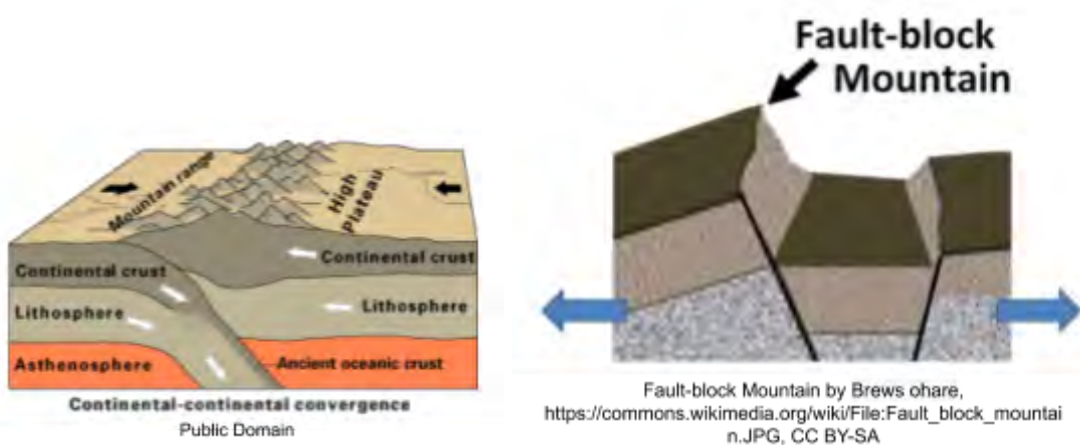 Mountain range
High
Plateau
Continental crust
Continental crust
Lithosphere
Lithosphere
Asthenosphere
Ancient oceanic crust
Continental-continental convergence
Public Domain
Fault-block
Mountain
Fault-block Mountain by Brews ohare,
https://commons.wikimedia.org/wiki/File:Fault_block_mountai
n.JPG, CC BY-SA